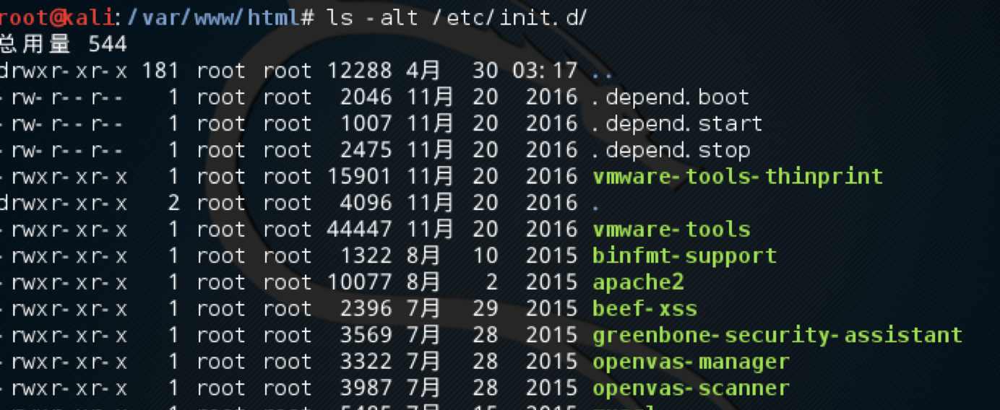 root@kali:/var/www/html# ls -alt /etc/init.d/
总用量 544
drwxr-xr-x 181 root root 12288 4月 30 03:17 ..
-rw-r--r-- 1 root root 2046 11月 20 2016 .depend.boot
-rw-r--r-- 1 root root 1007 11月 20 2016 .depend.start
-rw-r--r-- 1 root root 2475 11月 20 2016 .depend.stop
-rwxr-xr-x 1 root root 15901 11月 20 2016 vmware-tools-thinprint
drwxr-xr-x 2 root root 4096 11月 20 2016 .
-rwxr-xr-x 1 root root 44447 11月 20 2016 vmware-tools
-rwxr-xr-x 1 root root 1322 8月 10 2015 binfmt-support
-rwxr-xr-x 1 root root 10077 8月 2 2015 apache2
-rwxr-xr-x 1 root root 2396 7月 29 2015 beef-xss
-rwxr-xr-x 1 root root 3569 7月 28 2015 greenbone-security-assistant
-rwxr-xr-x 1 root root 3322 7月 28 2015 openvas-manager
-rwxr-xr-x 1 root root 3987 7月 28 2015 openvas-scanner